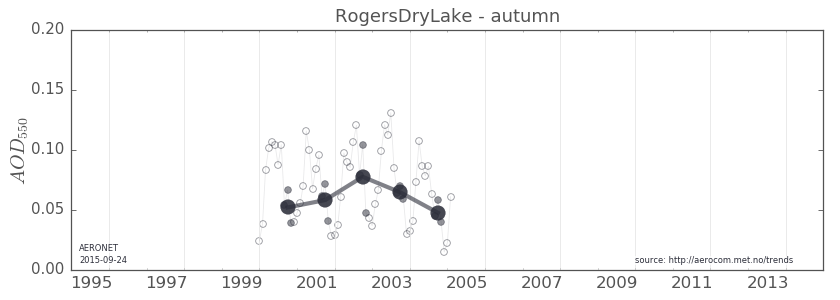 RogersDryLake - autumn
0.20
0.15
0.10
0.05
0.00
AOD550
AERONET
2015-09-24
source: http://aerocom.met.no/trends
1995 1997 1999 2001 2003 2005 2007 2009 2011 2013